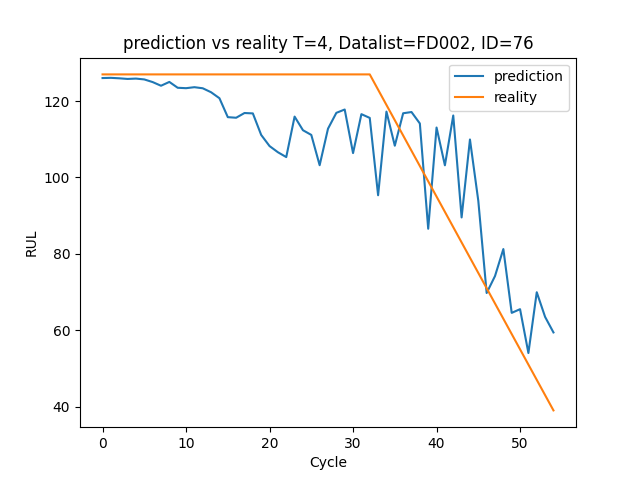 prediction vs reality T=4, Datalist=FD002, ID=76
prediction
reality
RUL
120
100
80
60
40
0 10 20 30 40 50
Cycle